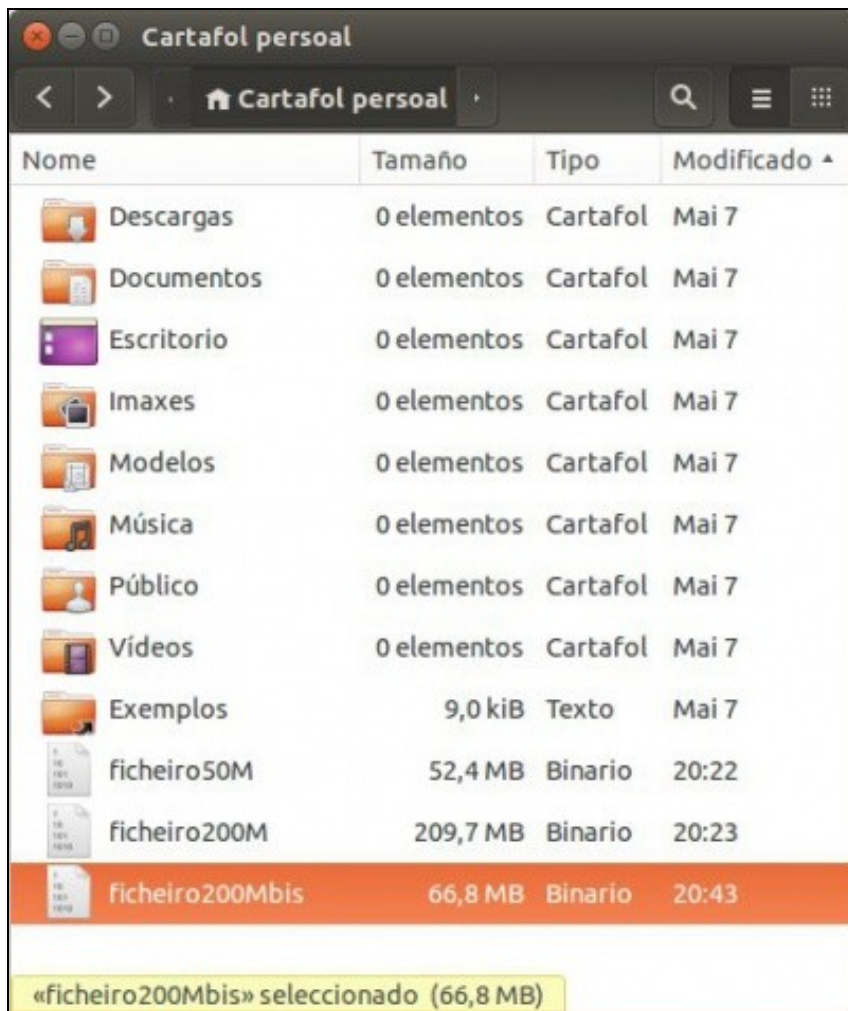 Cartafol persoal
Cartafol persoal
Nome Tamaño Tipo Modificado
Descargas 0 elementos Cartafol Mai 7
Documentos 0 elementos Cartafol Mai 7
Escritorio 0 elementos Cartafol Mai 7
Imaxes 0 elementos Cartafol Mai 7
Modelos 0 elementos Cartafol Mai 7
Música 0 elementos Cartafol Mai 7
Público 0 elementos Cartafol Mai 7
Vídeos 0 elementos Cartafol Mai 7
Exemplos 9,0 kiB Texto Mai 7
ficheiro50M 52,4 MB Binario 20:22
ficheiro200M 209,7 MB Binario 20:23
ficheiro200Mbis 66,8 MB Binario 20:43
«ficheiro200Mbis» seleccionado (66,8 MB)